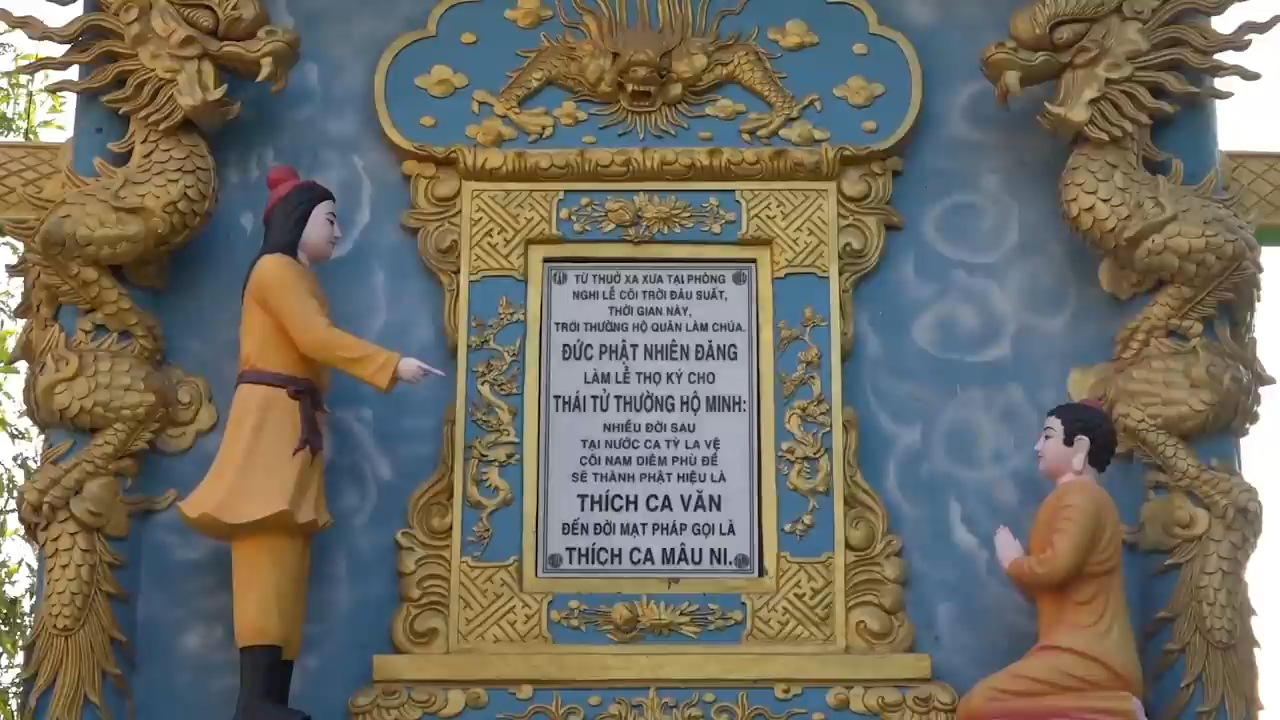 TỪ THUỞ XA XƯA TẠI PHÒNG
NGHI LỄ CÕI TRỜI ĐÂU SUẤT,
THỜI GIAN NÀY,
TRỜI THƯỜNG HỘ QUÂN LÀM CHÚA.
ĐỨC PHẬT NHIÊN ĐĂNG
LÀM LỄ THỌ KÝ CHO
THÁI TỬ THƯỜNG HỘ MINH:
NHIỀU ĐỜI SAU
TẠI NƯỚC CA TỲ LA VỆ
CÕI NAM DIÊM PHÙ ĐỀ
SẼ THÀNH PHẬT HIỆU LÀ
THÍCH CA VĂN
ĐẾN ĐỜI MẠT PHÁP GỌI LÀ
THÍCH CA MÂU NI.